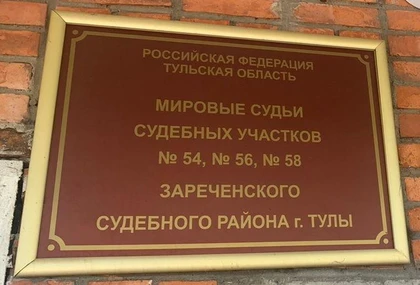 РОССИЙСКАЯ ФЕДЕРАЦИЯ
ТУЛЬСКАЯ ОБЛАСТЬ
МИРОВЫЕ СУДЬИ
СУДЕБНЫХ УЧАСТКОВ
№ 54, № 56, № 58
ЗАРЕЧЕНСКОГО
СУДЕБНОГО РАЙОНА г. ТУЛЫ